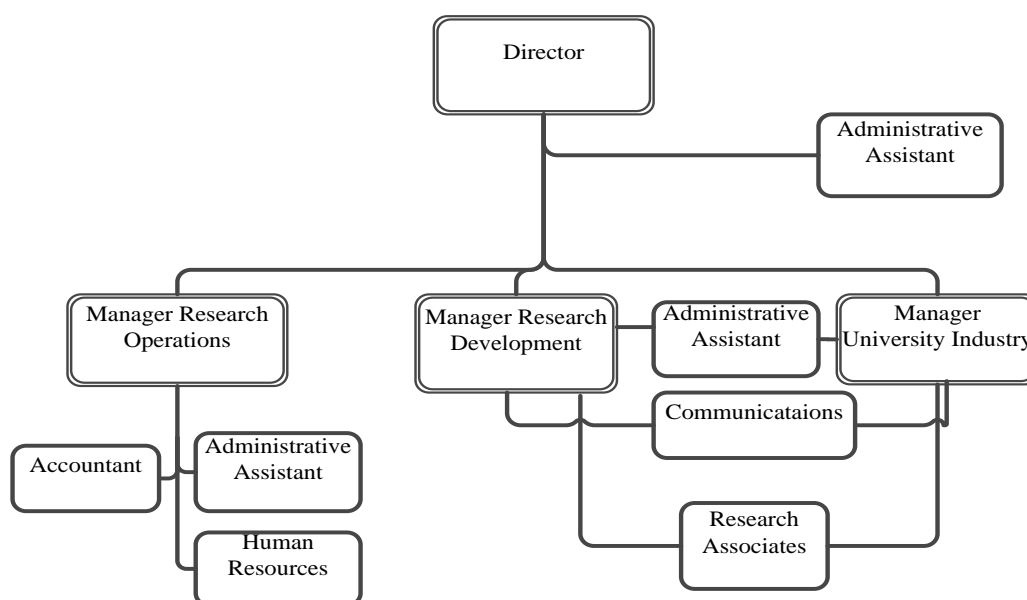 Director
Administrative
Assistant
Manager Research
Operations
Manager Research
Development
Administrative
Assistant
Manager
University Industry
Communicataions
Accountant
Administrative
Assistant
Research
Associates
Human
Resources